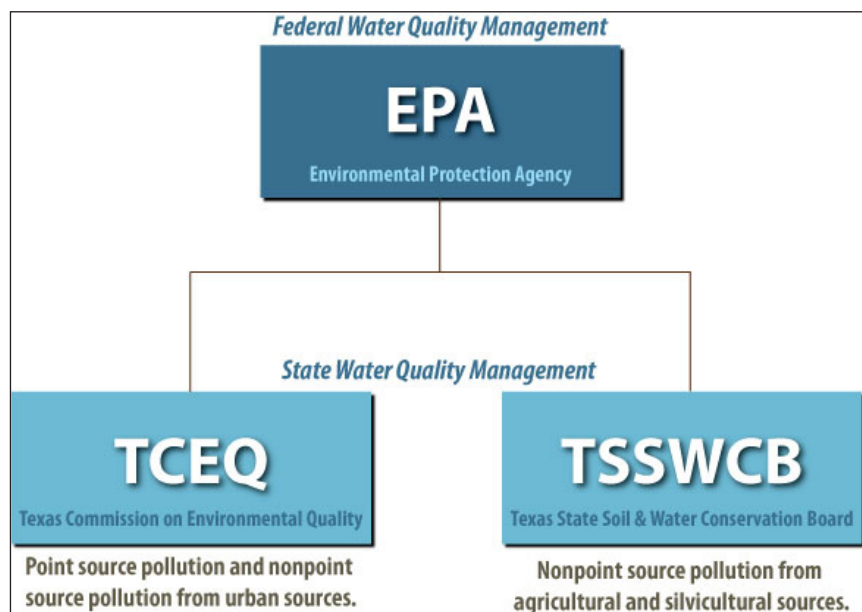 Federal Water Quality Management
EPA
Environmental Protection Agency
State Water Quality Management
TCEQ
Texas Commission on Environmental Quality
Point source pollution and nonpoint
source pollution from urban sources.
TSSWCB
Texas State Soil & Water Conservation Board
Nonpoint source pollution from
agricultural and silvicultural sources.